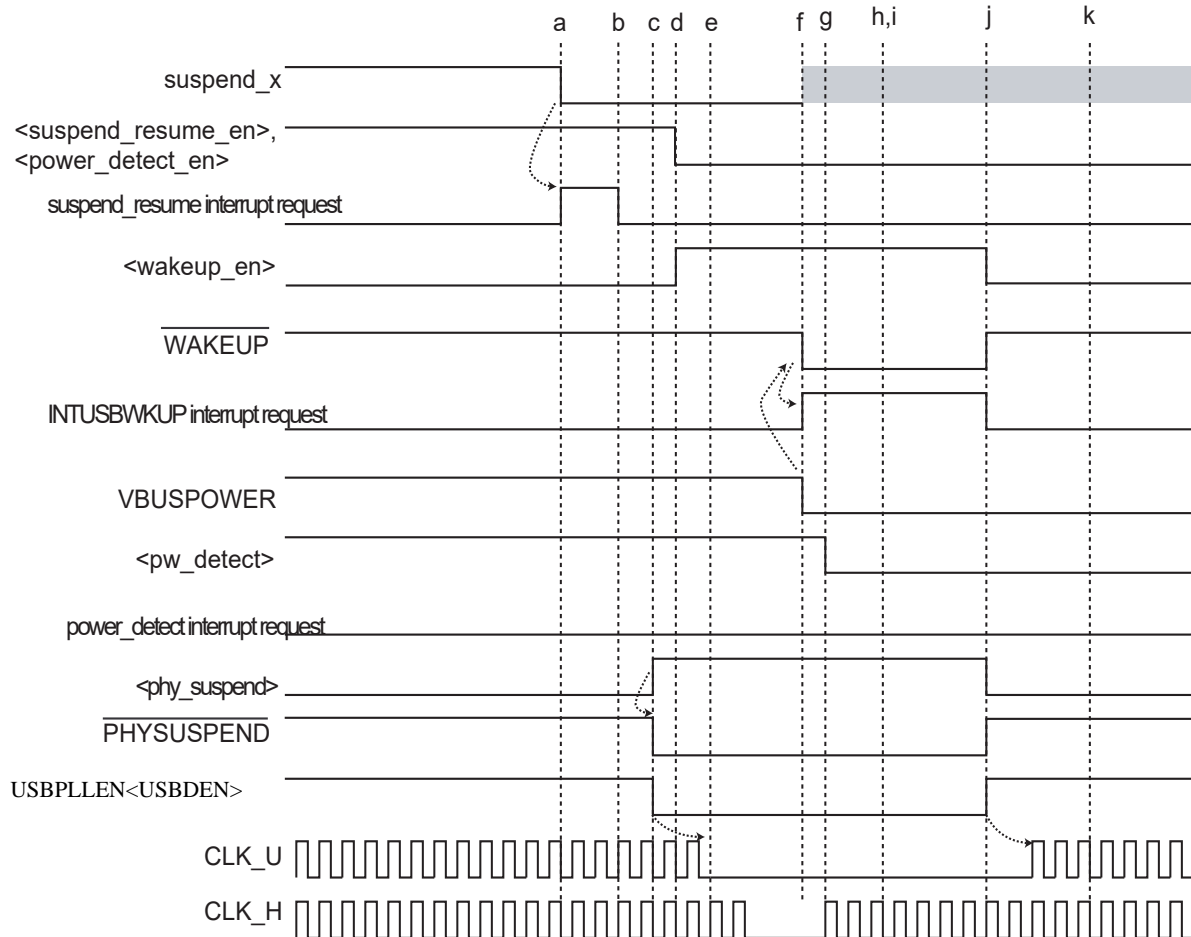 a b c d e f g h,i j k
suspend_x
<suspend_resume_en>,
<power_detect_en>
suspend_resume interrupt request
<wakeup_en>
WAKEUP
INTUSBWKUP interrupt request
VBUSPOWER
<pw_detect>
power_detect interrupt request
<phy_suspend>
PHYSUSPEND
USBPLLEN<USBDEN>
CLK_U
CLK_H